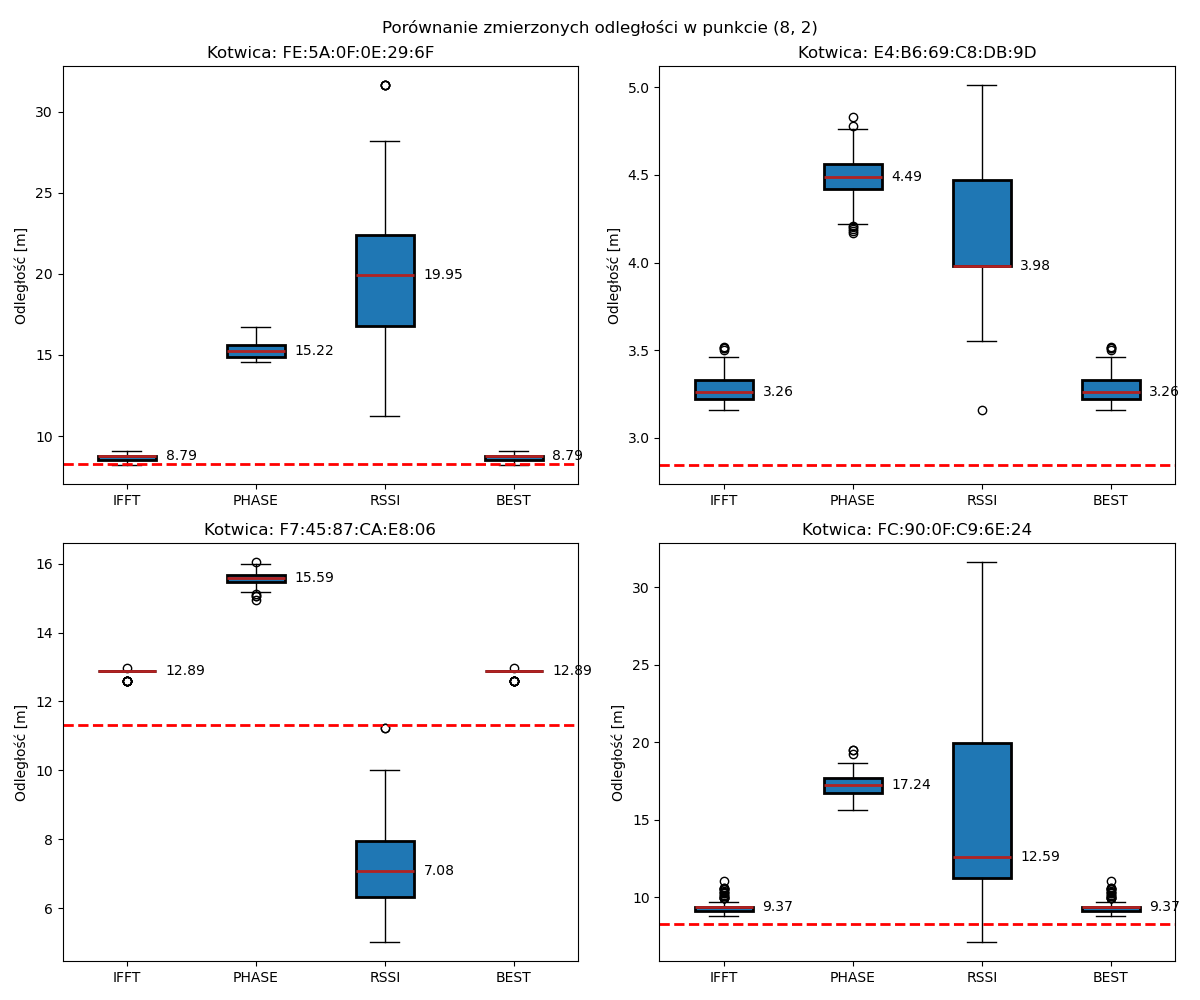 Porównanie zmierzonych odległości w punkcie (8, 2)
Kotwica: FE:5A:0F:0E:29:6F
Odległość [m]
30
25
20
15
10
8.79
15.22
19.95
8.79
IFFT PHASE RSSI BEST
Kotwica: E4:B6:69:C8:DB:9D
Odległość [m]
5.0
4.5
4.0
3.5
3.0
3.26
4.49
3.98
3.26
IFFT PHASE RSSI BEST
Kotwica: F7:45:87:CA:E8:06
Odległość [m]
16
14
12
10
8
6
12.89
15.59
7.08
12.89
IFFT PHASE RSSI BEST
Kotwica: FC:90:0F:C9:6E:24
Odległość [m]
30
25
20
15
10
9.37
17.24
12.59
9.37
IFFT PHASE RSSI BEST